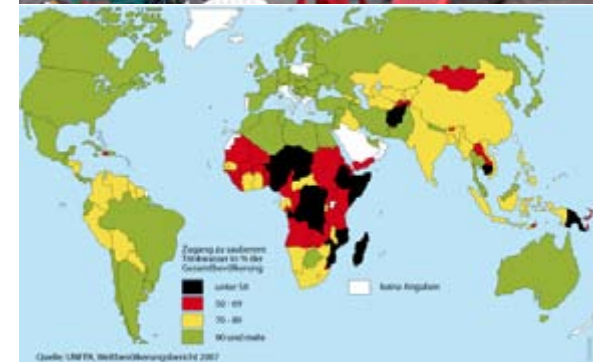 Zugang zu sauberem
Trinkwasser in % der
Gesamtbevölkerung
unter 50
50 - 69
70 - 89
90 und mehr
keine Angaben
Quelle: UNFPA, Weltbevölkerungsbericht 2007